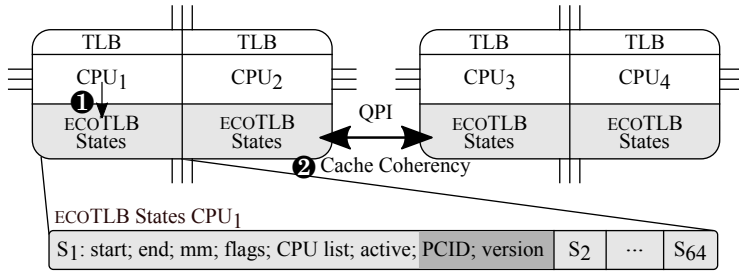 TLB TLB TLB TLB
CPU1 CPU2 CPU3 CPU4
❶
QPI
ECOTLB States ECOTLB States ECOTLB States ECOTLB States
❷ Cache Coherency
ECOTLB States CPU1
S1: start; end; mm; flags; CPU list; active; PCID; version S2 ... S64